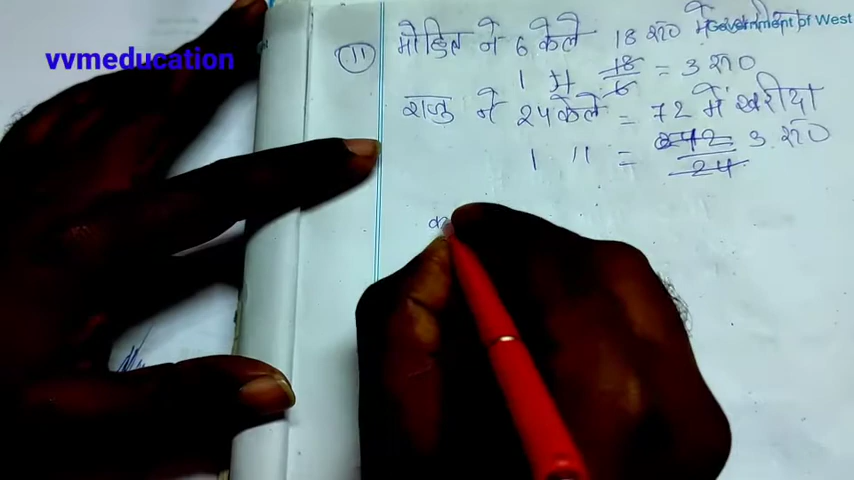 vvmeducation
Government of West
(11) मोहित ने 6 केले 18 रू० में
1 " 18/6 = 3 रू०
राजु ने 24 केले = 72 में खरीदा
1 " = 72/24 3 रू०